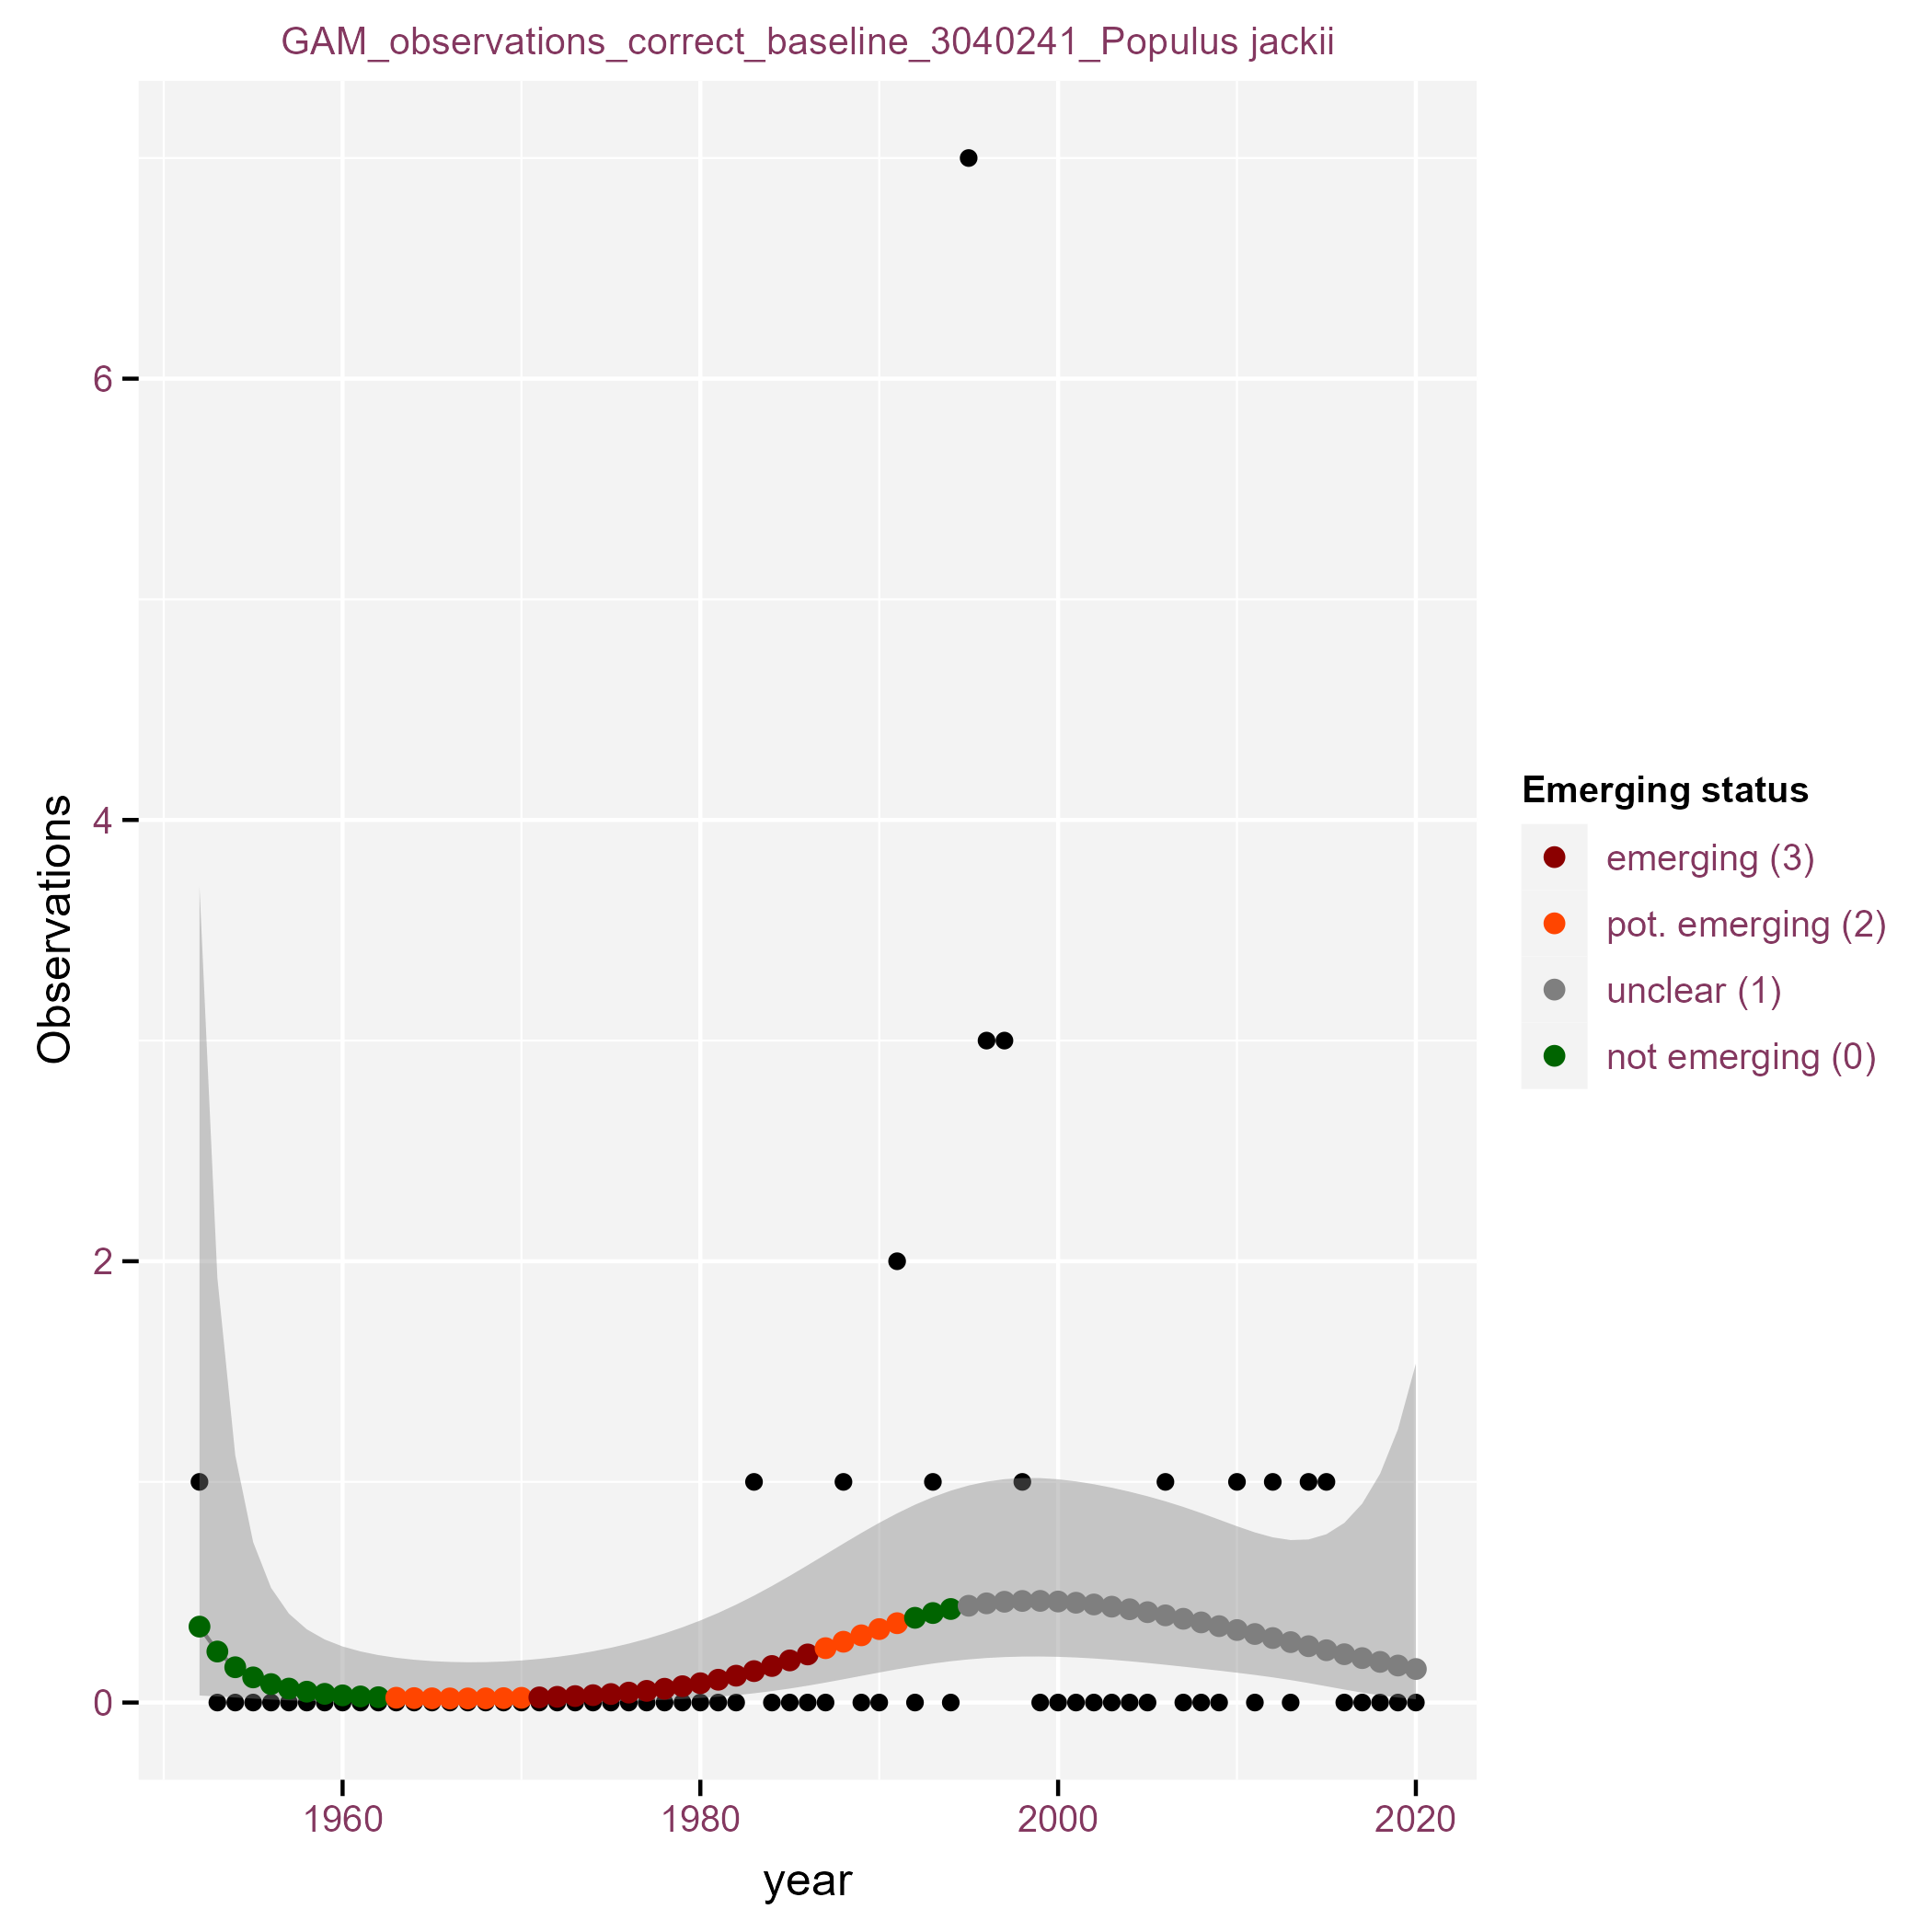 GAM_observations_correct_baseline_3040241_Populus jackii
Observations
6
4
2
0
1960
1980
2000
2020
year
Emerging status
emerging (3)
pot. emerging (2)
unclear (1)
not emerging (0)